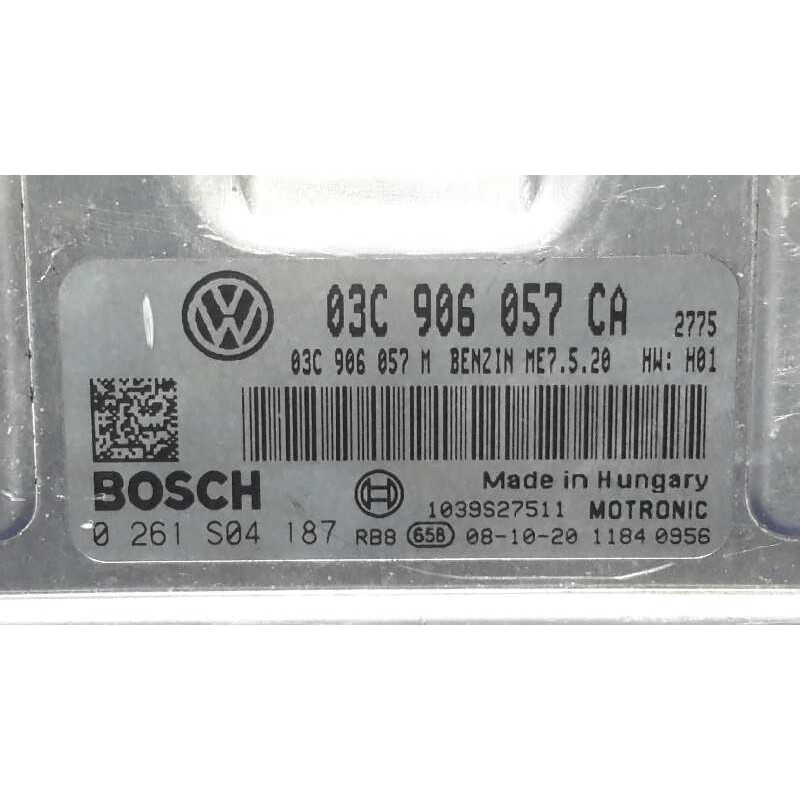 03C 906 057 CA 2775
03C 906 057 M BENZIN ME7.5.20 HW: H01
BOSCH Made in Hungary
1039S27511 MOTRONIC
0 261 S04 187 RB8 658 08-10-20 1184 0956